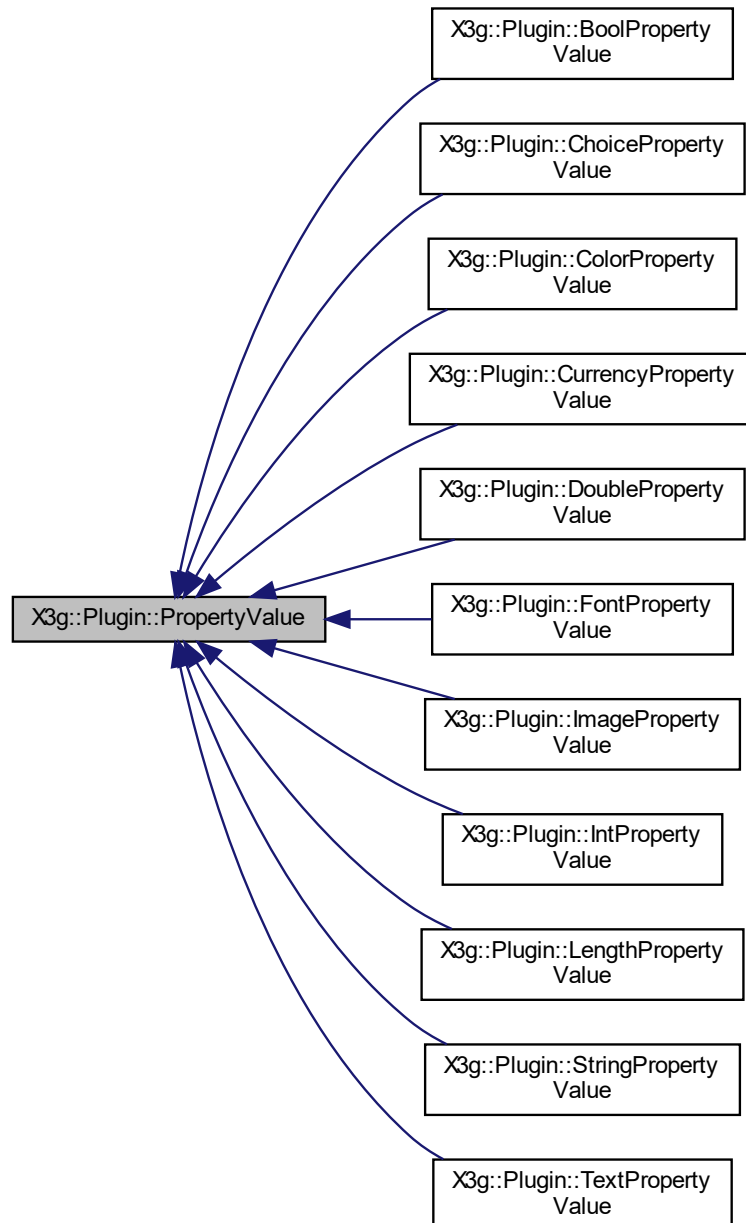 X3g::Plugin::BoolProperty
Value
X3g::Plugin::ChoiceProperty
Value
X3g::Plugin::ColorProperty
Value
X3g::Plugin::CurrencyProperty
Value
X3g::Plugin::DoubleProperty
Value
X3g::Plugin::PropertyValue
X3g::Plugin::FontProperty
Value
X3g::Plugin::ImageProperty
Value
X3g::Plugin::IntProperty
Value
X3g::Plugin::LengthProperty
Value
X3g::Plugin::StringProperty
Value
X3g::Plugin::TextProperty
Value